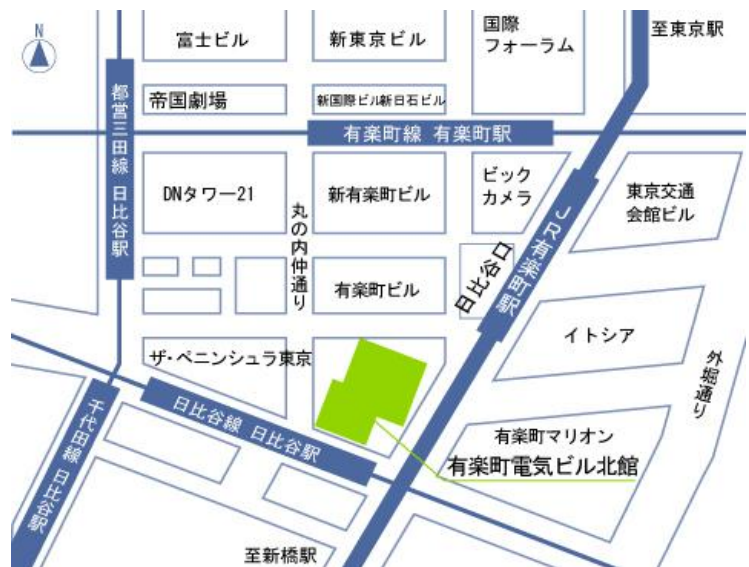 N
富士ビル
新東京ビル
国際
フォーラム
至東京駅
都営三田線 日比谷駅
帝国劇場
新国際ビル新日石ビル
有楽町線 有楽町駅
DNタワー21
丸の内仲通り
新有楽町ビル
ビック
カメラ
JR有楽町駅
東京交通
会館ビル
日比谷口
有楽町ビル
イトシア
外堀通り
ザ・ペニンシュラ東京
千代田線 日比谷駅
日比谷線 日比谷駅
有楽町マリオン
有楽町電気ビル北館
至新橋駅